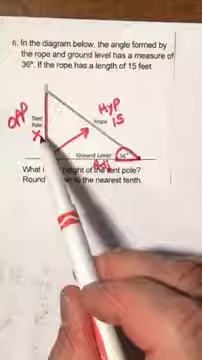 6. In the diagram below, the angle formed by
the rope and ground level has a measure of
36°. If the rope has a length of 15 feet
OPP
HYP
Tent
Pole
Rope
15
X
Ground Level
36°
Adj
What is height of the tent pole?
Round to the nearest tenth.